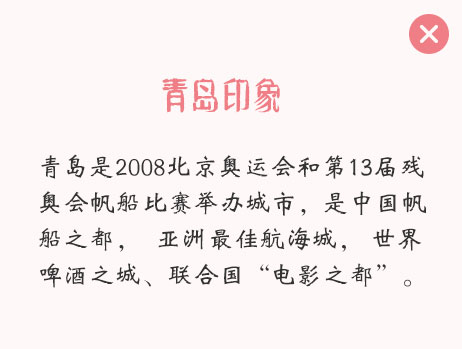 青岛印象
青岛是2008北京奥运会和第13届残
奥会帆船比赛举办城市，是中国帆
船之都， 亚洲最佳航海城， 世界
啤酒之城、联合国“电影之都”。